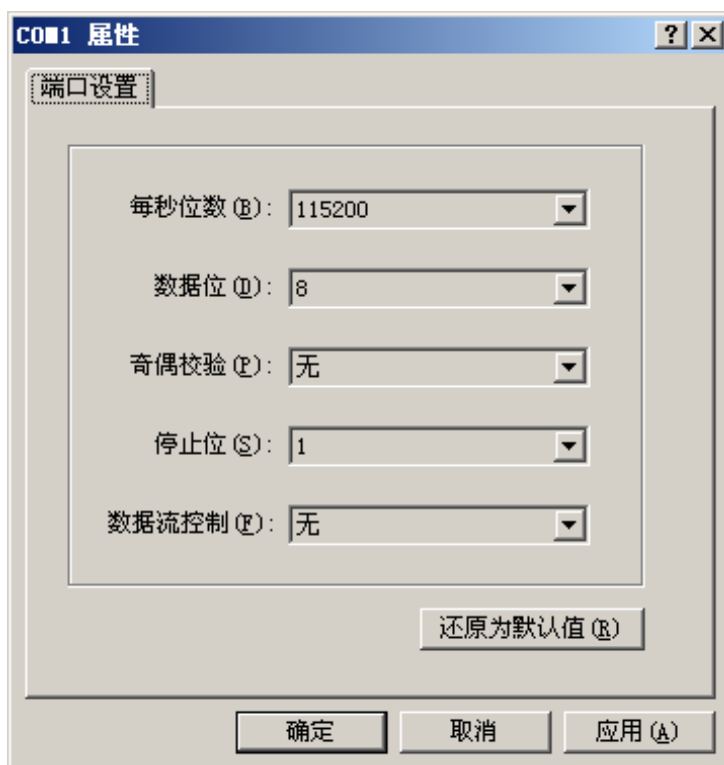 COM1 属性
端口设置
每秒位数(B): 115200
数据位(D): 8
奇偶校验(P): 无
停止位(S): 1
数据流控制(F): 无
还原为默认值(R)
确定 取消 应用(A)